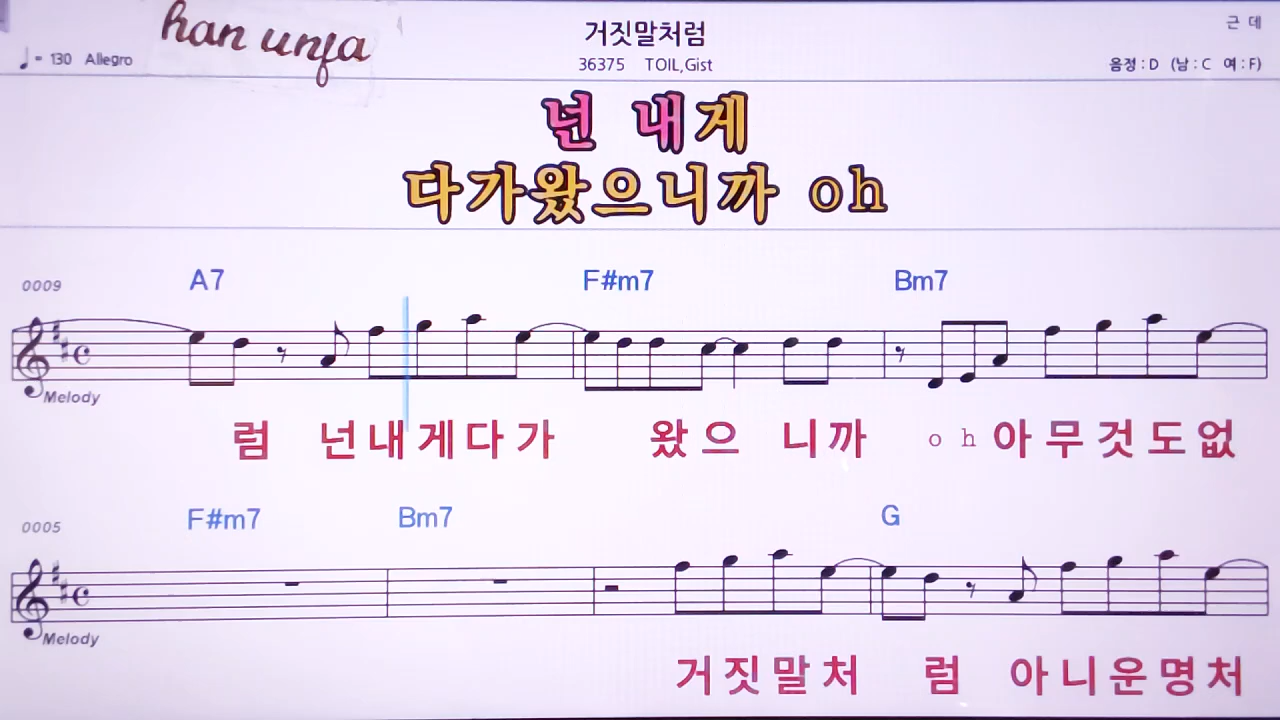 han unja
거짓말처럼
근데
♩= 130 Allegro
36375 TOIL,Gist
음정 : D (남 : C 여 : F)
넌 내게
다가왔으니까 oh
0009 A7 F#m7 Bm7
Melody
럼 넌내게다가 왔으 니까 oh아무것도없
0005 F#m7 Bm7 G
Melody
거짓말처 럼 아니운명처